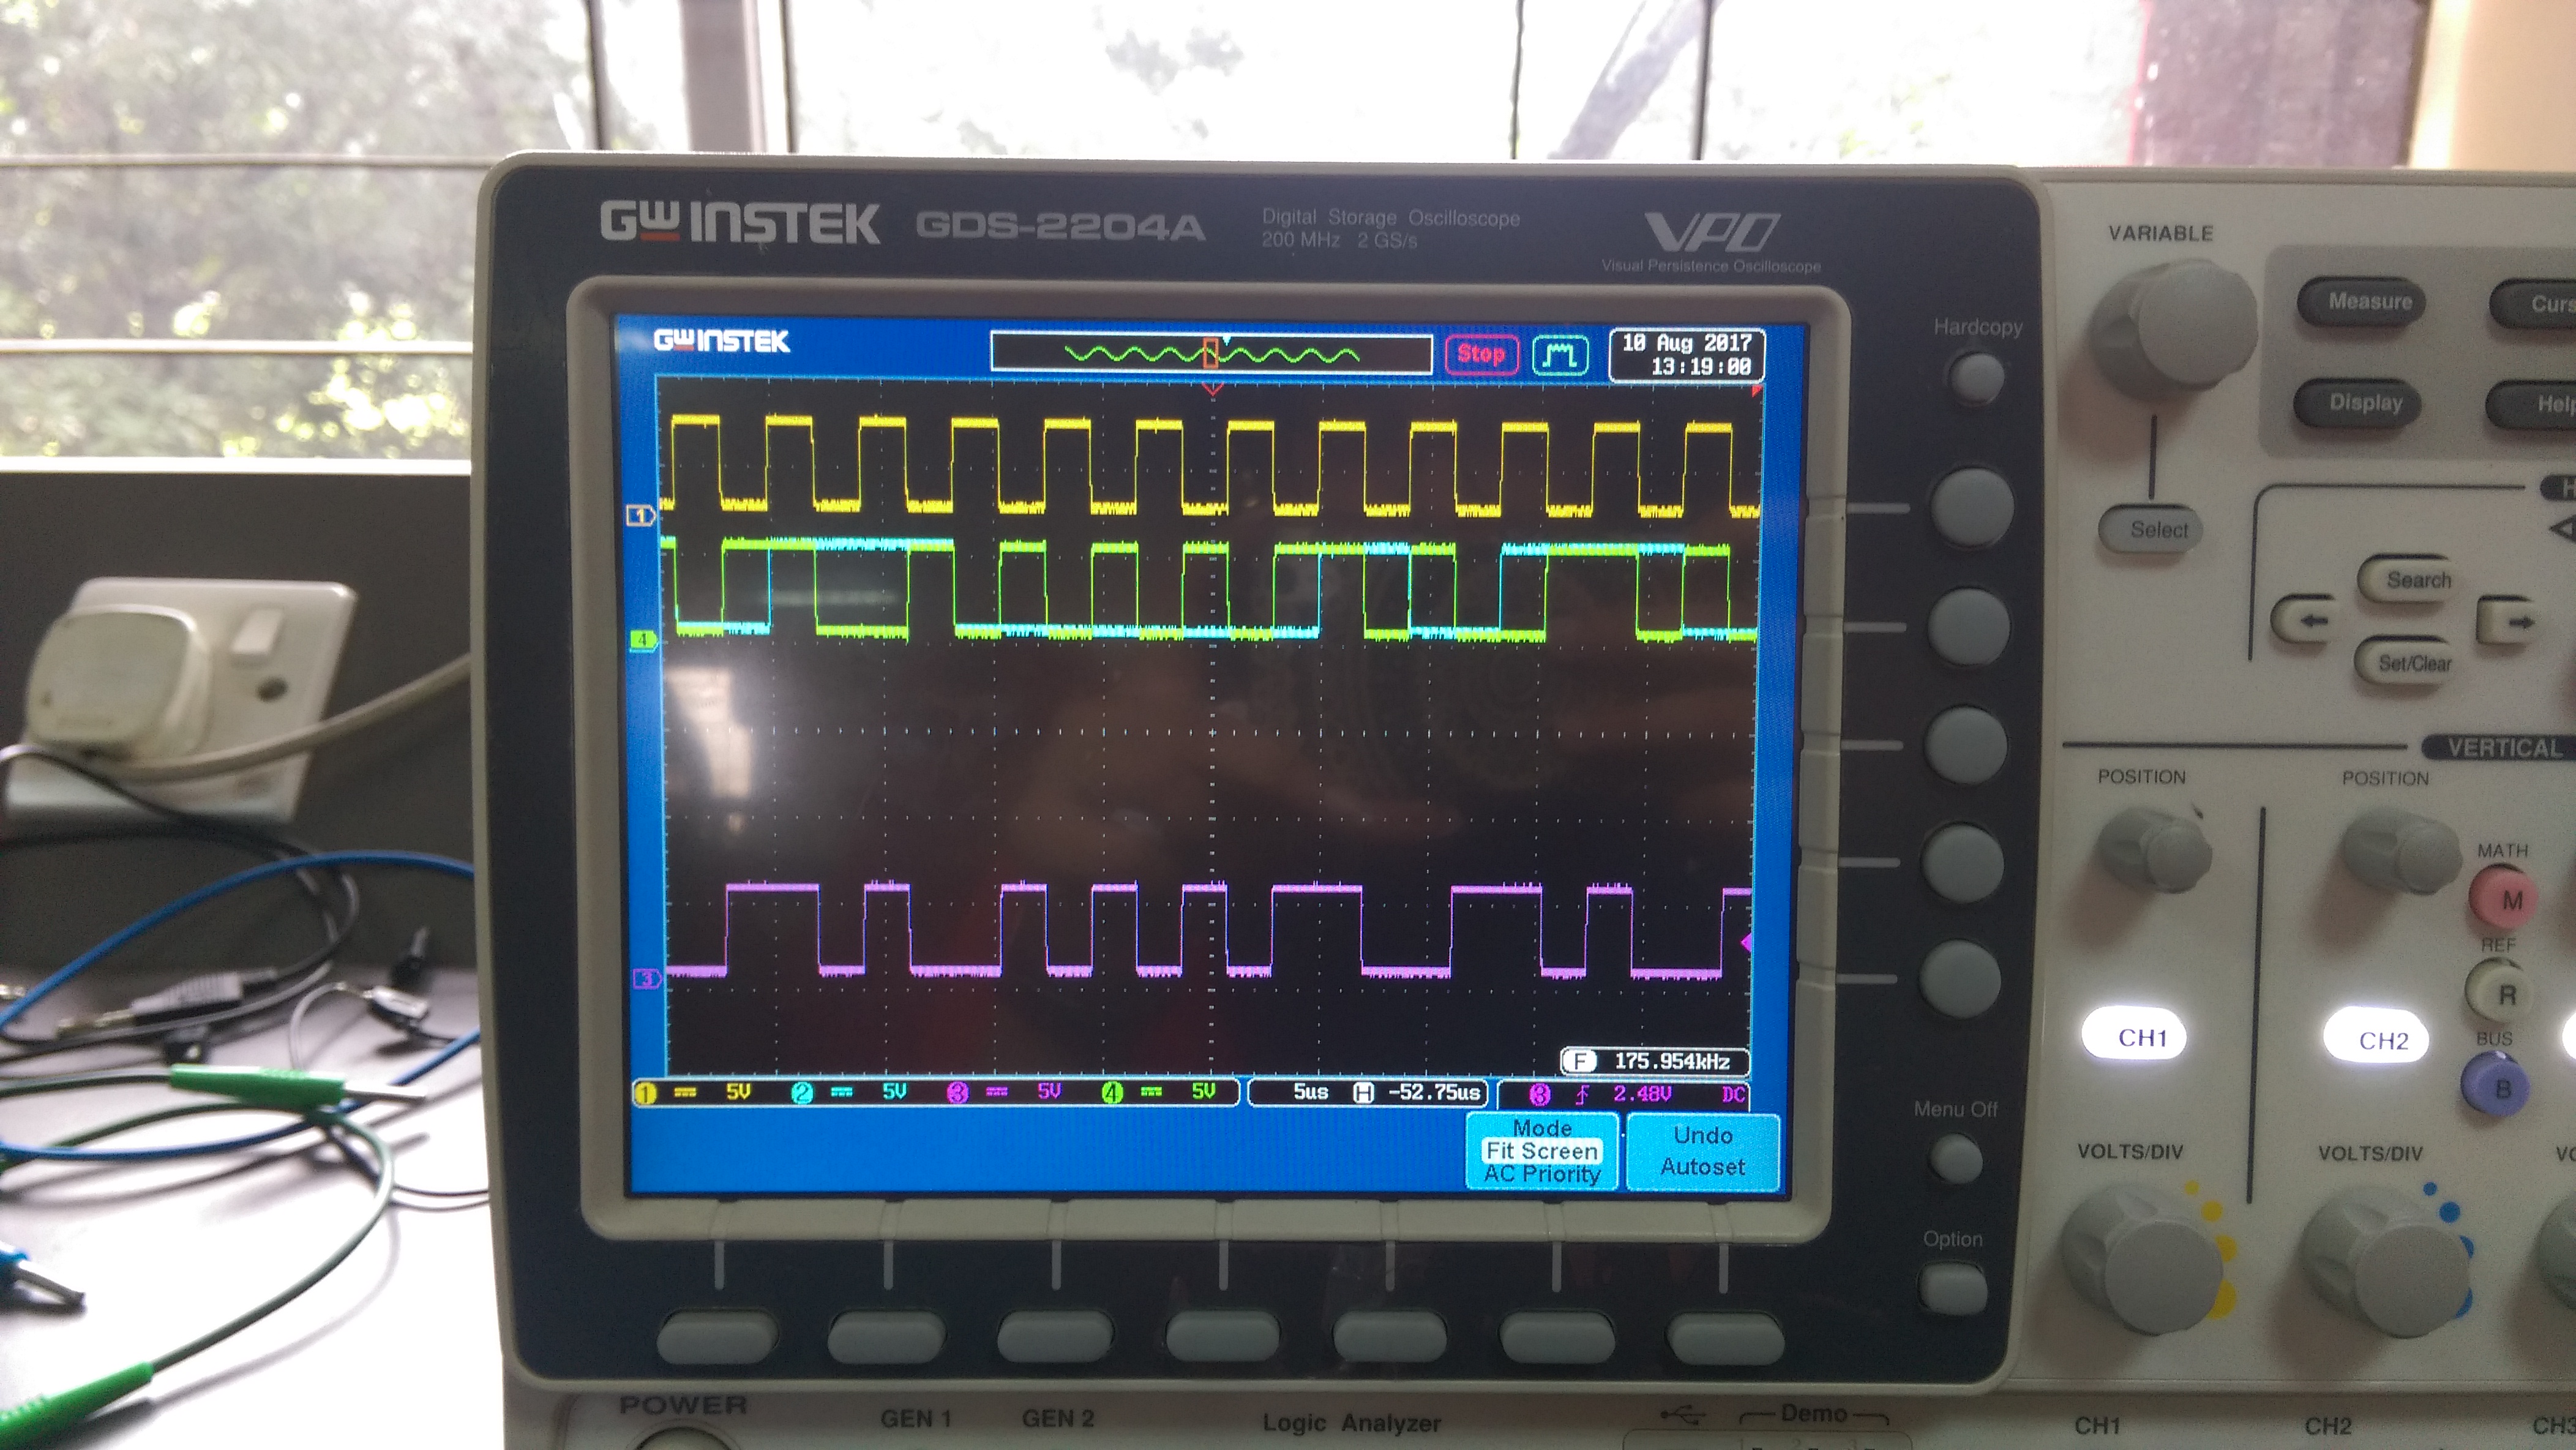 GW INSTEK GDS-2204A
Digital Storage Oscilloscope
200 MHz 2 GS/s
VPO
Visual Persistence Oscilloscope
GW INSTEK
Stop
10 Aug 2017
13:19:00
1
4
3
F 175.954kHz
1 5V 2 5V 3 5V 4 5V
5us H -52.75us
3 2.48V DC
Mode
Fit Screen
AC Priority
Undo
Autoset
Hardcopy
Menu Off
Option
VARIABLE
Select
Measure
Display
Search
Set/Clear
VERTICAL
POSITION
POSITION
MATH
M
REF
R
BUS
B
CH1
CH2
VOLTS/DIV
VOLTS/DIV
POWER
GEN 1
GEN 2
Logic Analyzer
Demo
CH1
CH2